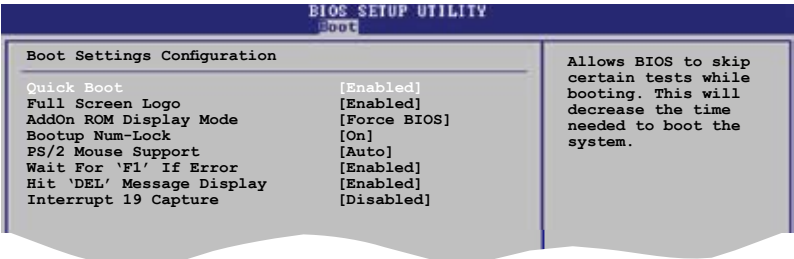 BIOS SETUP UTILITY
Boot
Boot Settings Configuration
Quick Boot [Enabled]
Full Screen Logo [Enabled]
AddOn ROM Display Mode [Force BIOS]
Bootup Num-Lock [On]
PS/2 Mouse Support [Auto]
Wait For ‘F1’ If Error [Enabled]
Hit ‘DEL’ Message Display [Enabled]
Interrupt 19 Capture [Disabled]
Allows BIOS to skip
certain tests while
booting. This will
decrease the time
needed to boot the
system.